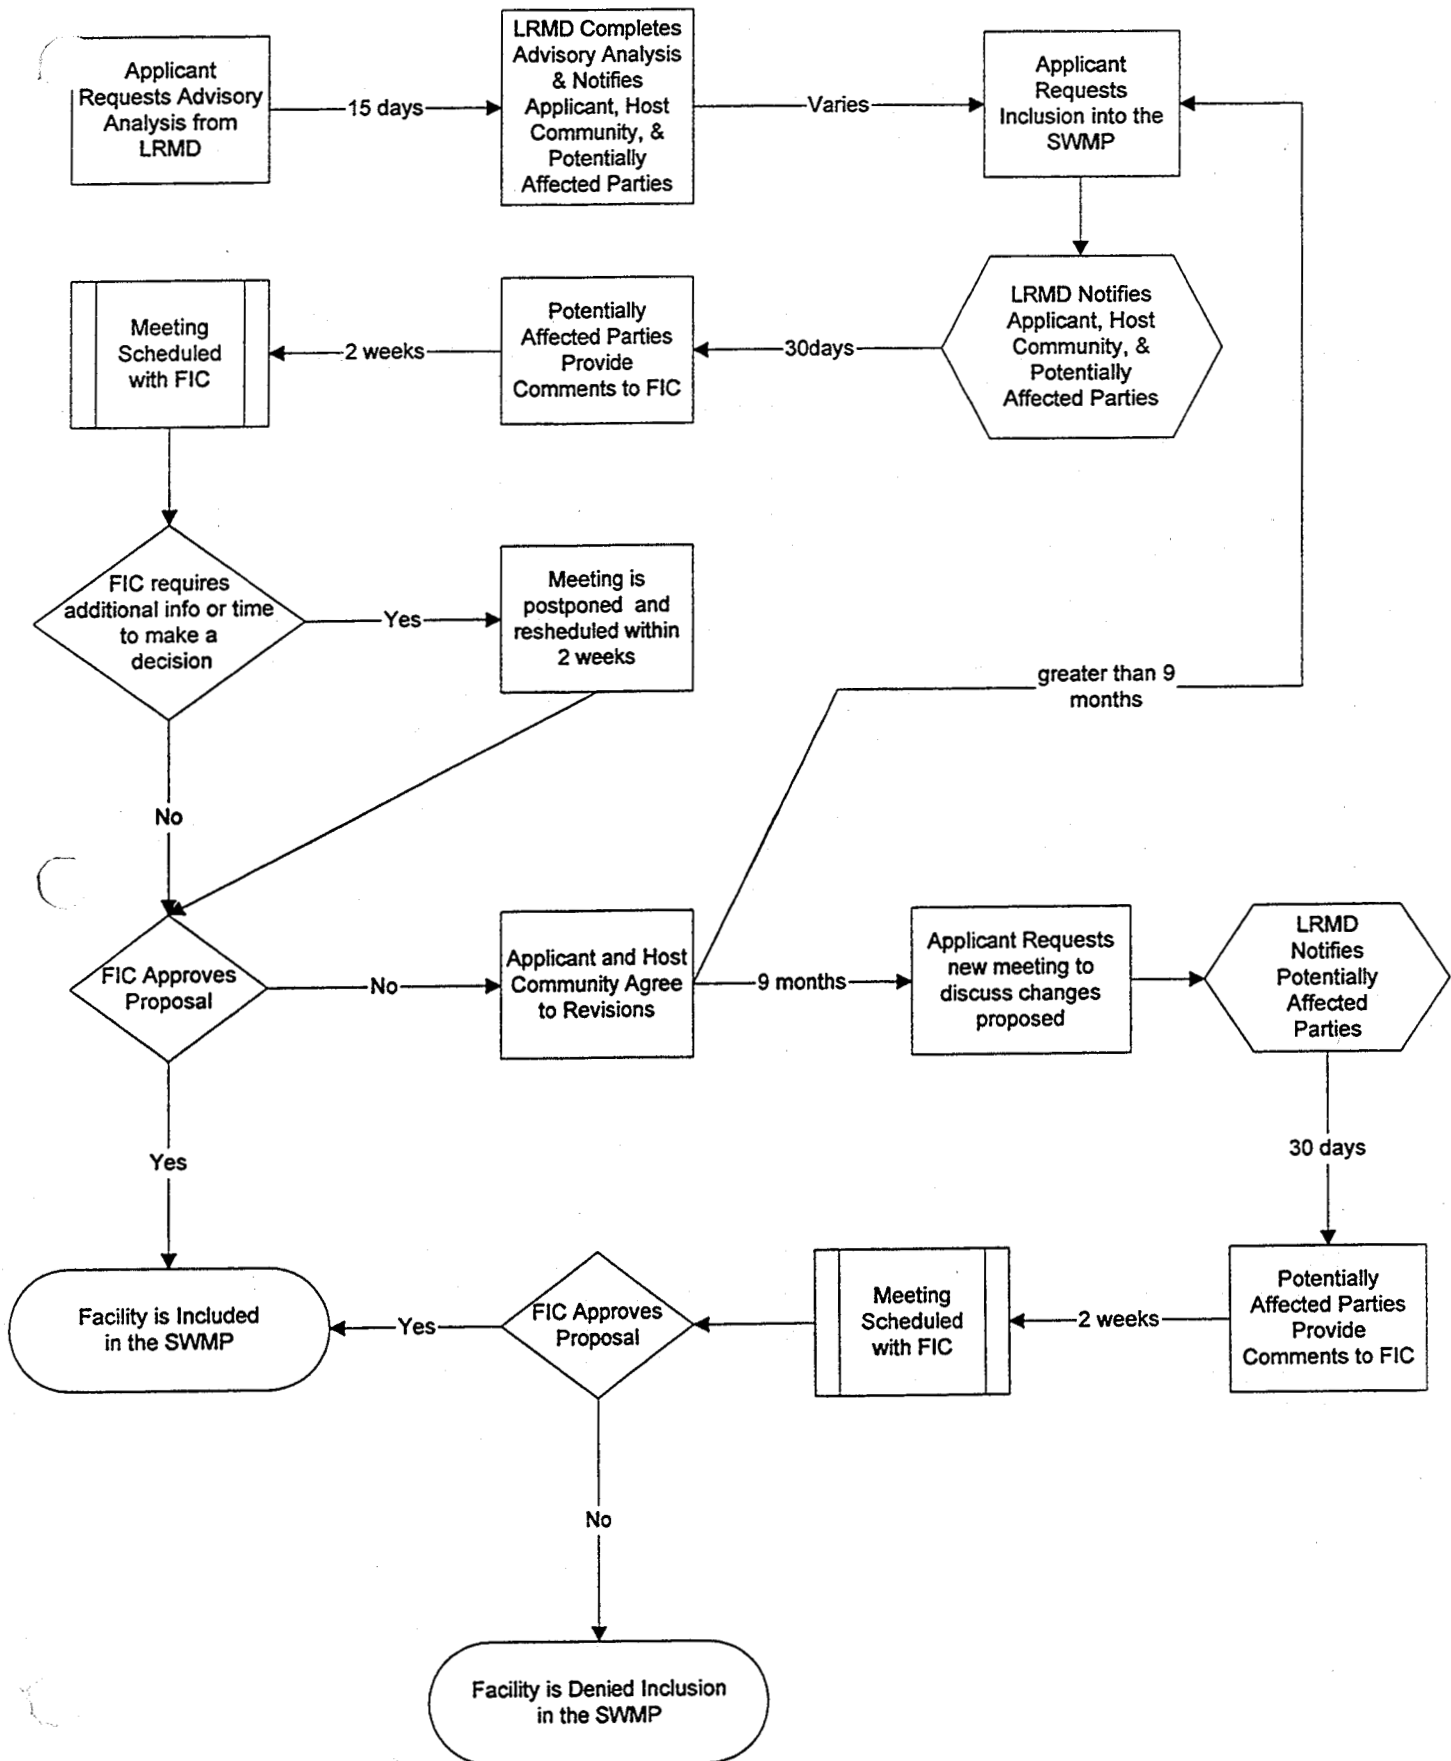 Applicant
Requests Advisory
Analysis from
LRMD
15 days
LRMD Completes
Advisory Analysis
& Notifies
Applicant, Host
Community, &
Potentially
Affected Parties
Varies
Applicant
Requests
Inclusion into the
SWMP
LRMD Notifies
Applicant, Host
Community, &
Potentially
Affected Parties
30days
Potentially
Affected Parties
Provide
Comments to FIC
2 weeks
Meeting
Scheduled
with FIC
FIC requires
additional info or time
to make a
decision
Yes
Meeting is
postponed and
resheduled within
2 weeks
No
greater than 9
months
FIC Approves
Proposal
No
Applicant and Host
Community Agree
to Revisions
9 months
Applicant Requests
new meeting to
discuss changes
proposed
LRMD
Notifies
Potentially
Affected
Parties
Yes
30 days
Potentially
Affected Parties
Provide
Comments to FIC
2 weeks
Meeting
Scheduled
with FIC
FIC Approves
Proposal
Yes
Facility is Included
in the SWMP
No
Facility is Denied Inclusion
in the SWMP